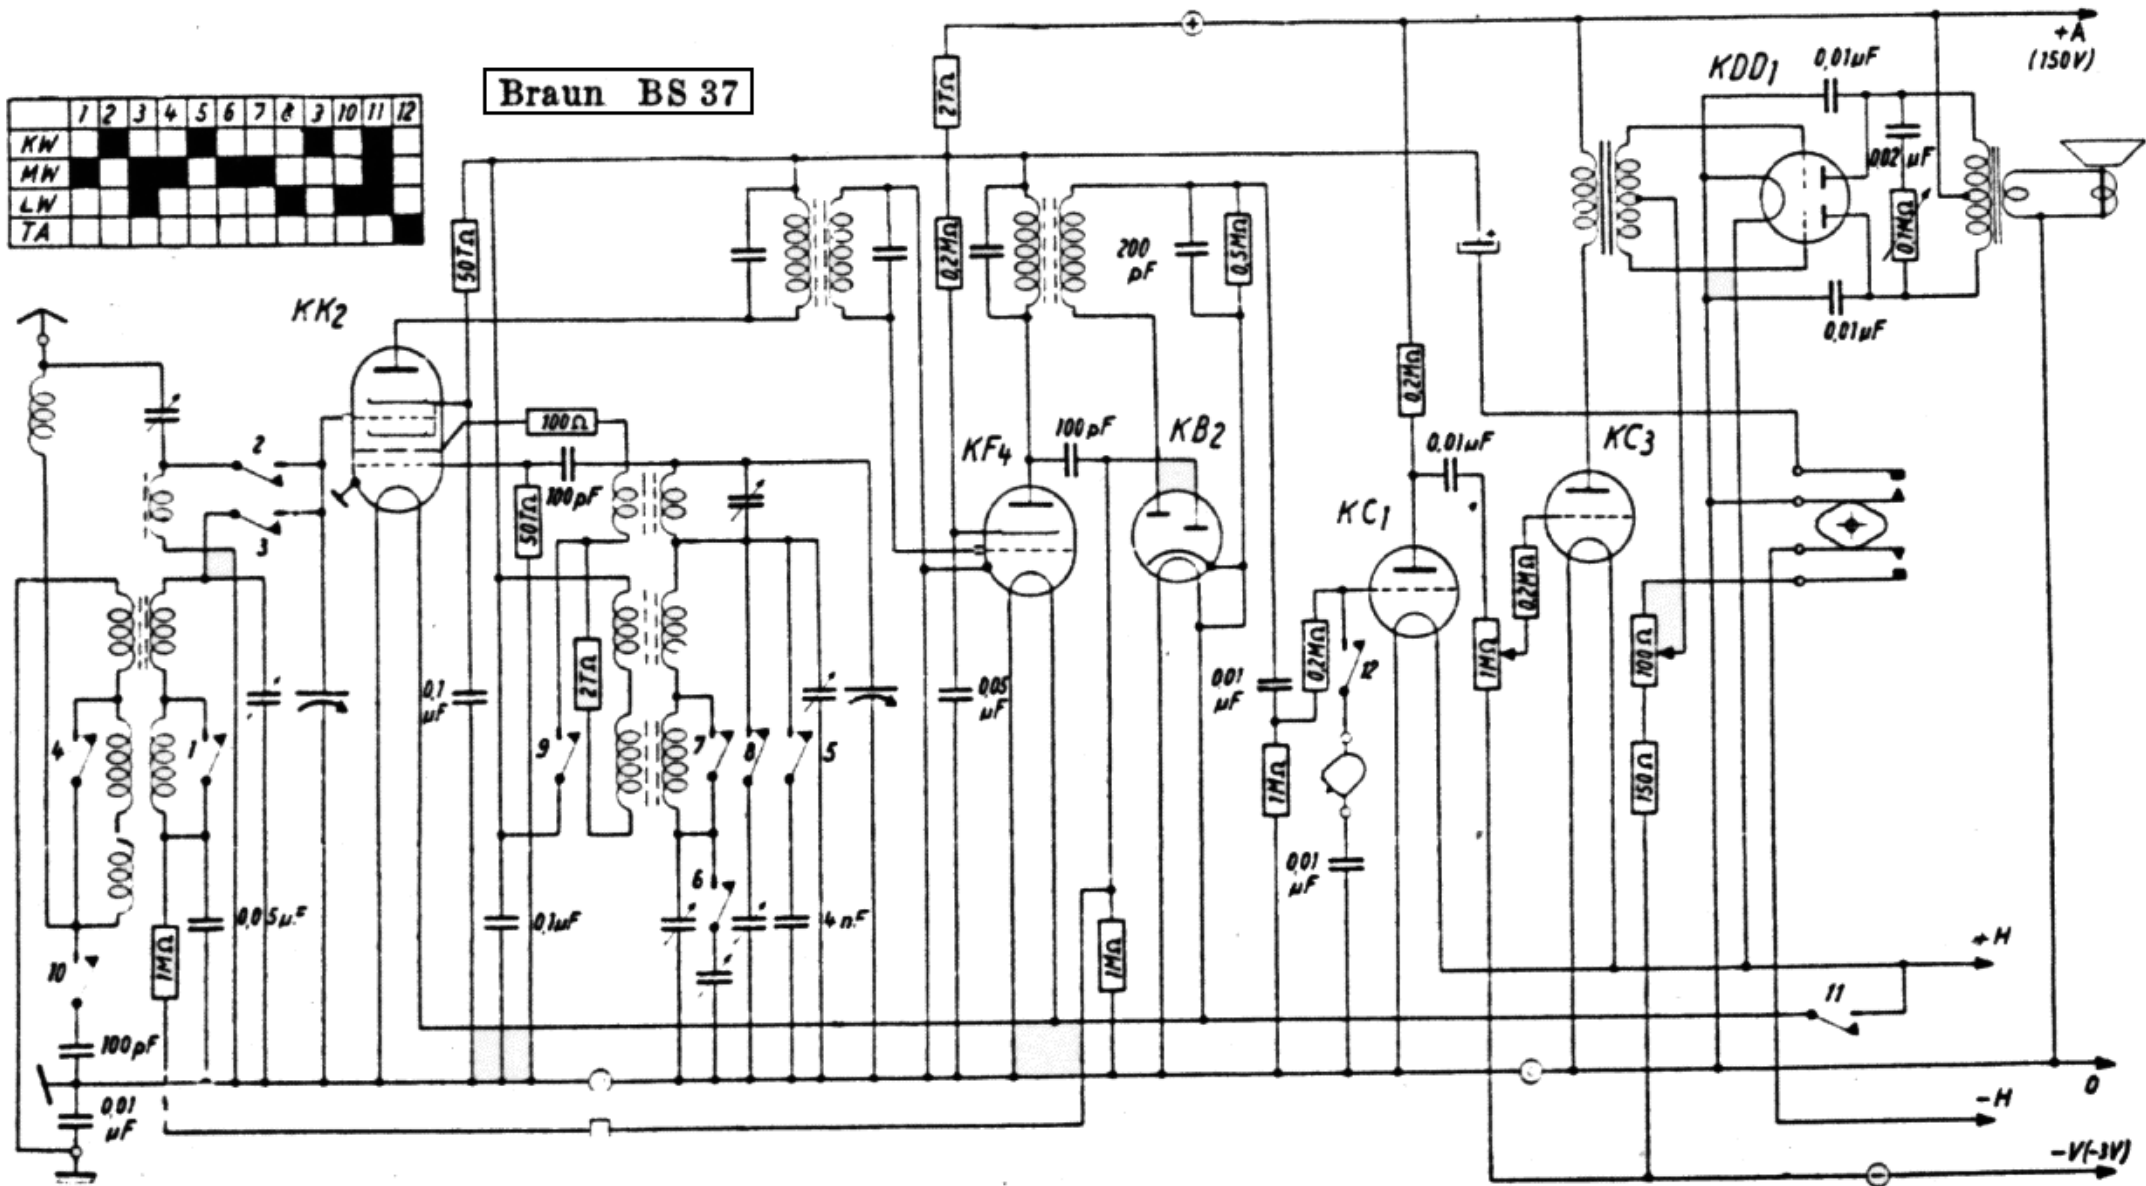 Braun BS 37
1 2 3 4 5 6 7 8 9 10 11 12
KW
MW
LW
TA
KDD1
0,01µF
+A
(150V)
2TΩ
002 µF
0,1MΩ
0,01µF
50TΩ
0,2MΩ
200
pF
0,5MΩ
KK2
0,2MΩ
2
3
100Ω
100pF
50TΩ
KF4
100pF
KB2
KC1
0,01µF
KC3
0,2MΩ
1MΩ
0,2MΩ
12
100Ω
150Ω
0,1
µF
2TΩ
0,05
µF
0,01
µF
4
1
9
7
8
5
1MΩ
6
0,01
µF
0,05µF
0,1µF
4nF
10
1MΩ
1MΩ
+H
11
100pF
0,01
µF
0
-H
-V(-3V)